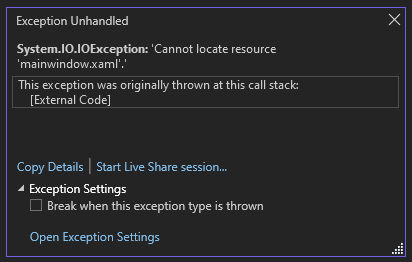 Exception Unhandled
System.IO.IOException: 'Cannot locate resource
'mainwindow.xaml'.'
This exception was originally thrown at this call stack:
[External Code]
Copy Details | Start Live Share session...
Exception Settings
Break when this exception type is thrown
Open Exception Settings